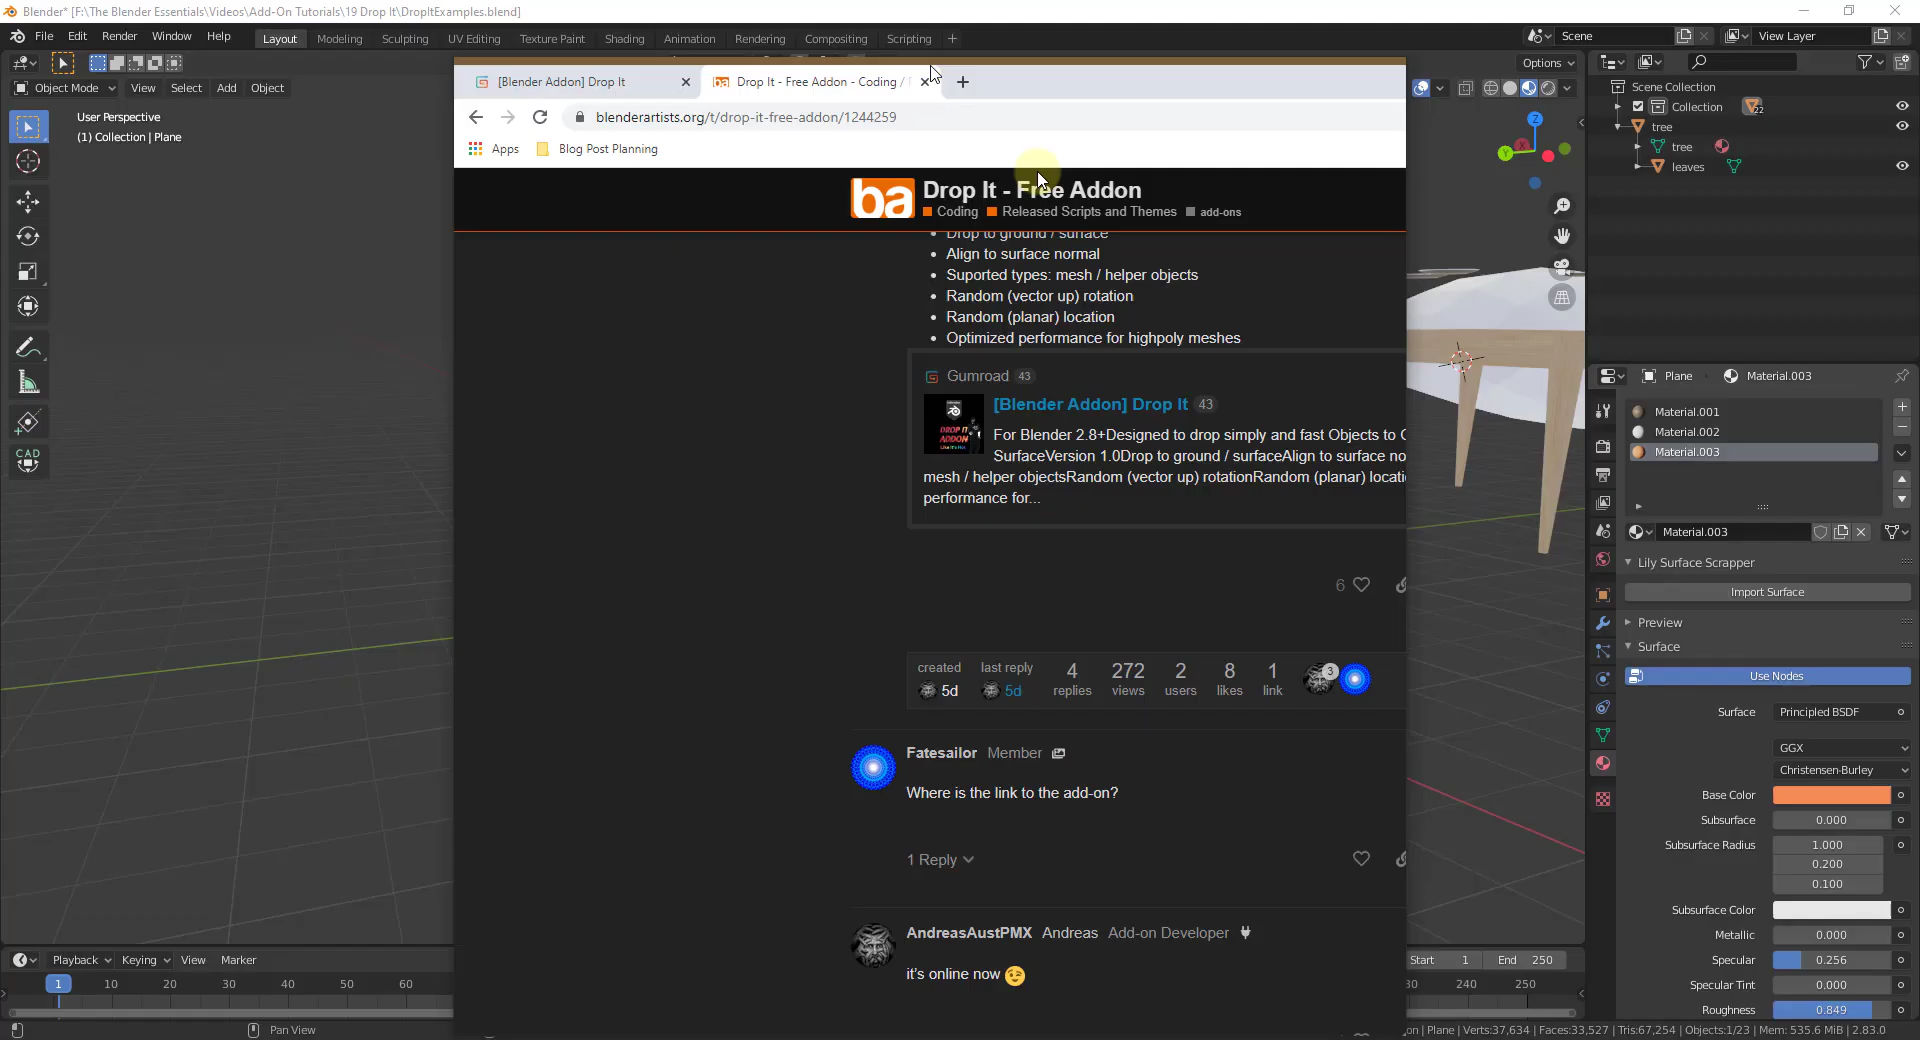 Blender* [F:\The Blender Essentials\Videos\Add-On Tutorials\19 Drop It\DropItExamples.blend]
File Edit Render Window Help
Layout Modeling Sculpting UV Editing Texture Paint Shading Animation Rendering Compositing Scripting +
Scene
View Layer
Options
Object Mode View Select Add Object
User Perspective
(1) Collection | Plane
CAD
[Blender Addon] Drop It
Drop It - Free Addon - Coding /
blenderartists.org/t/drop-it-free-addon/1244259
Apps
Blog Post Planning
ba
Drop It - Free Addon
Coding Released Scripts and Themes add-ons
Drop to ground / surface
Align to surface normal
Suported types: mesh / helper objects
Random (vector up) rotation
Random (planar) location
Optimized performance for highpoly meshes
Gumroad 43
[Blender Addon] Drop It 43
DROP IT
ADDON
For Blender 2.8+Designed to drop simply and fast Objects to
SurfaceVersion 1.0Drop to ground / surfaceAlign to surface
mesh / helper objectsRandom (vector up) rotationRandom (planar)
performance for...
6
created
5d
last reply
5d
4
replies
272
views
2
users
8
likes
1
link
3
Fatesailor Member
Where is the link to the add-on?
1 Reply
AndreasAustPMX Andreas Add-on Developer
it's online now 😉
Z
Y
X
Scene Collection
Collection 22
tree
tree
leaves
Plane
Material.003
Material.001
Material.002
Material.003
Material.003
Lily Surface Scrapper
Import Surface
Preview
Surface
Use Nodes
Surface Principled BSDF
GGX
Christensen-Burley
Base Color
Subsurface 0.000
Subsurface Radius 1.000
0.200
0.100
Subsurface Color
Metallic 0.000
Specular 0.256
Specular Tint 0.000
Roughness 0.849
Playback Keying View Marker
Start 1 End 250
1 10 20 30 40 50 60
240 250
Pan View
| Plane | Verts:37,634 | Faces:33,527 | Tris:67,254 | Objects:1/23 | Mem: 535.6 MiB | 2.83.0